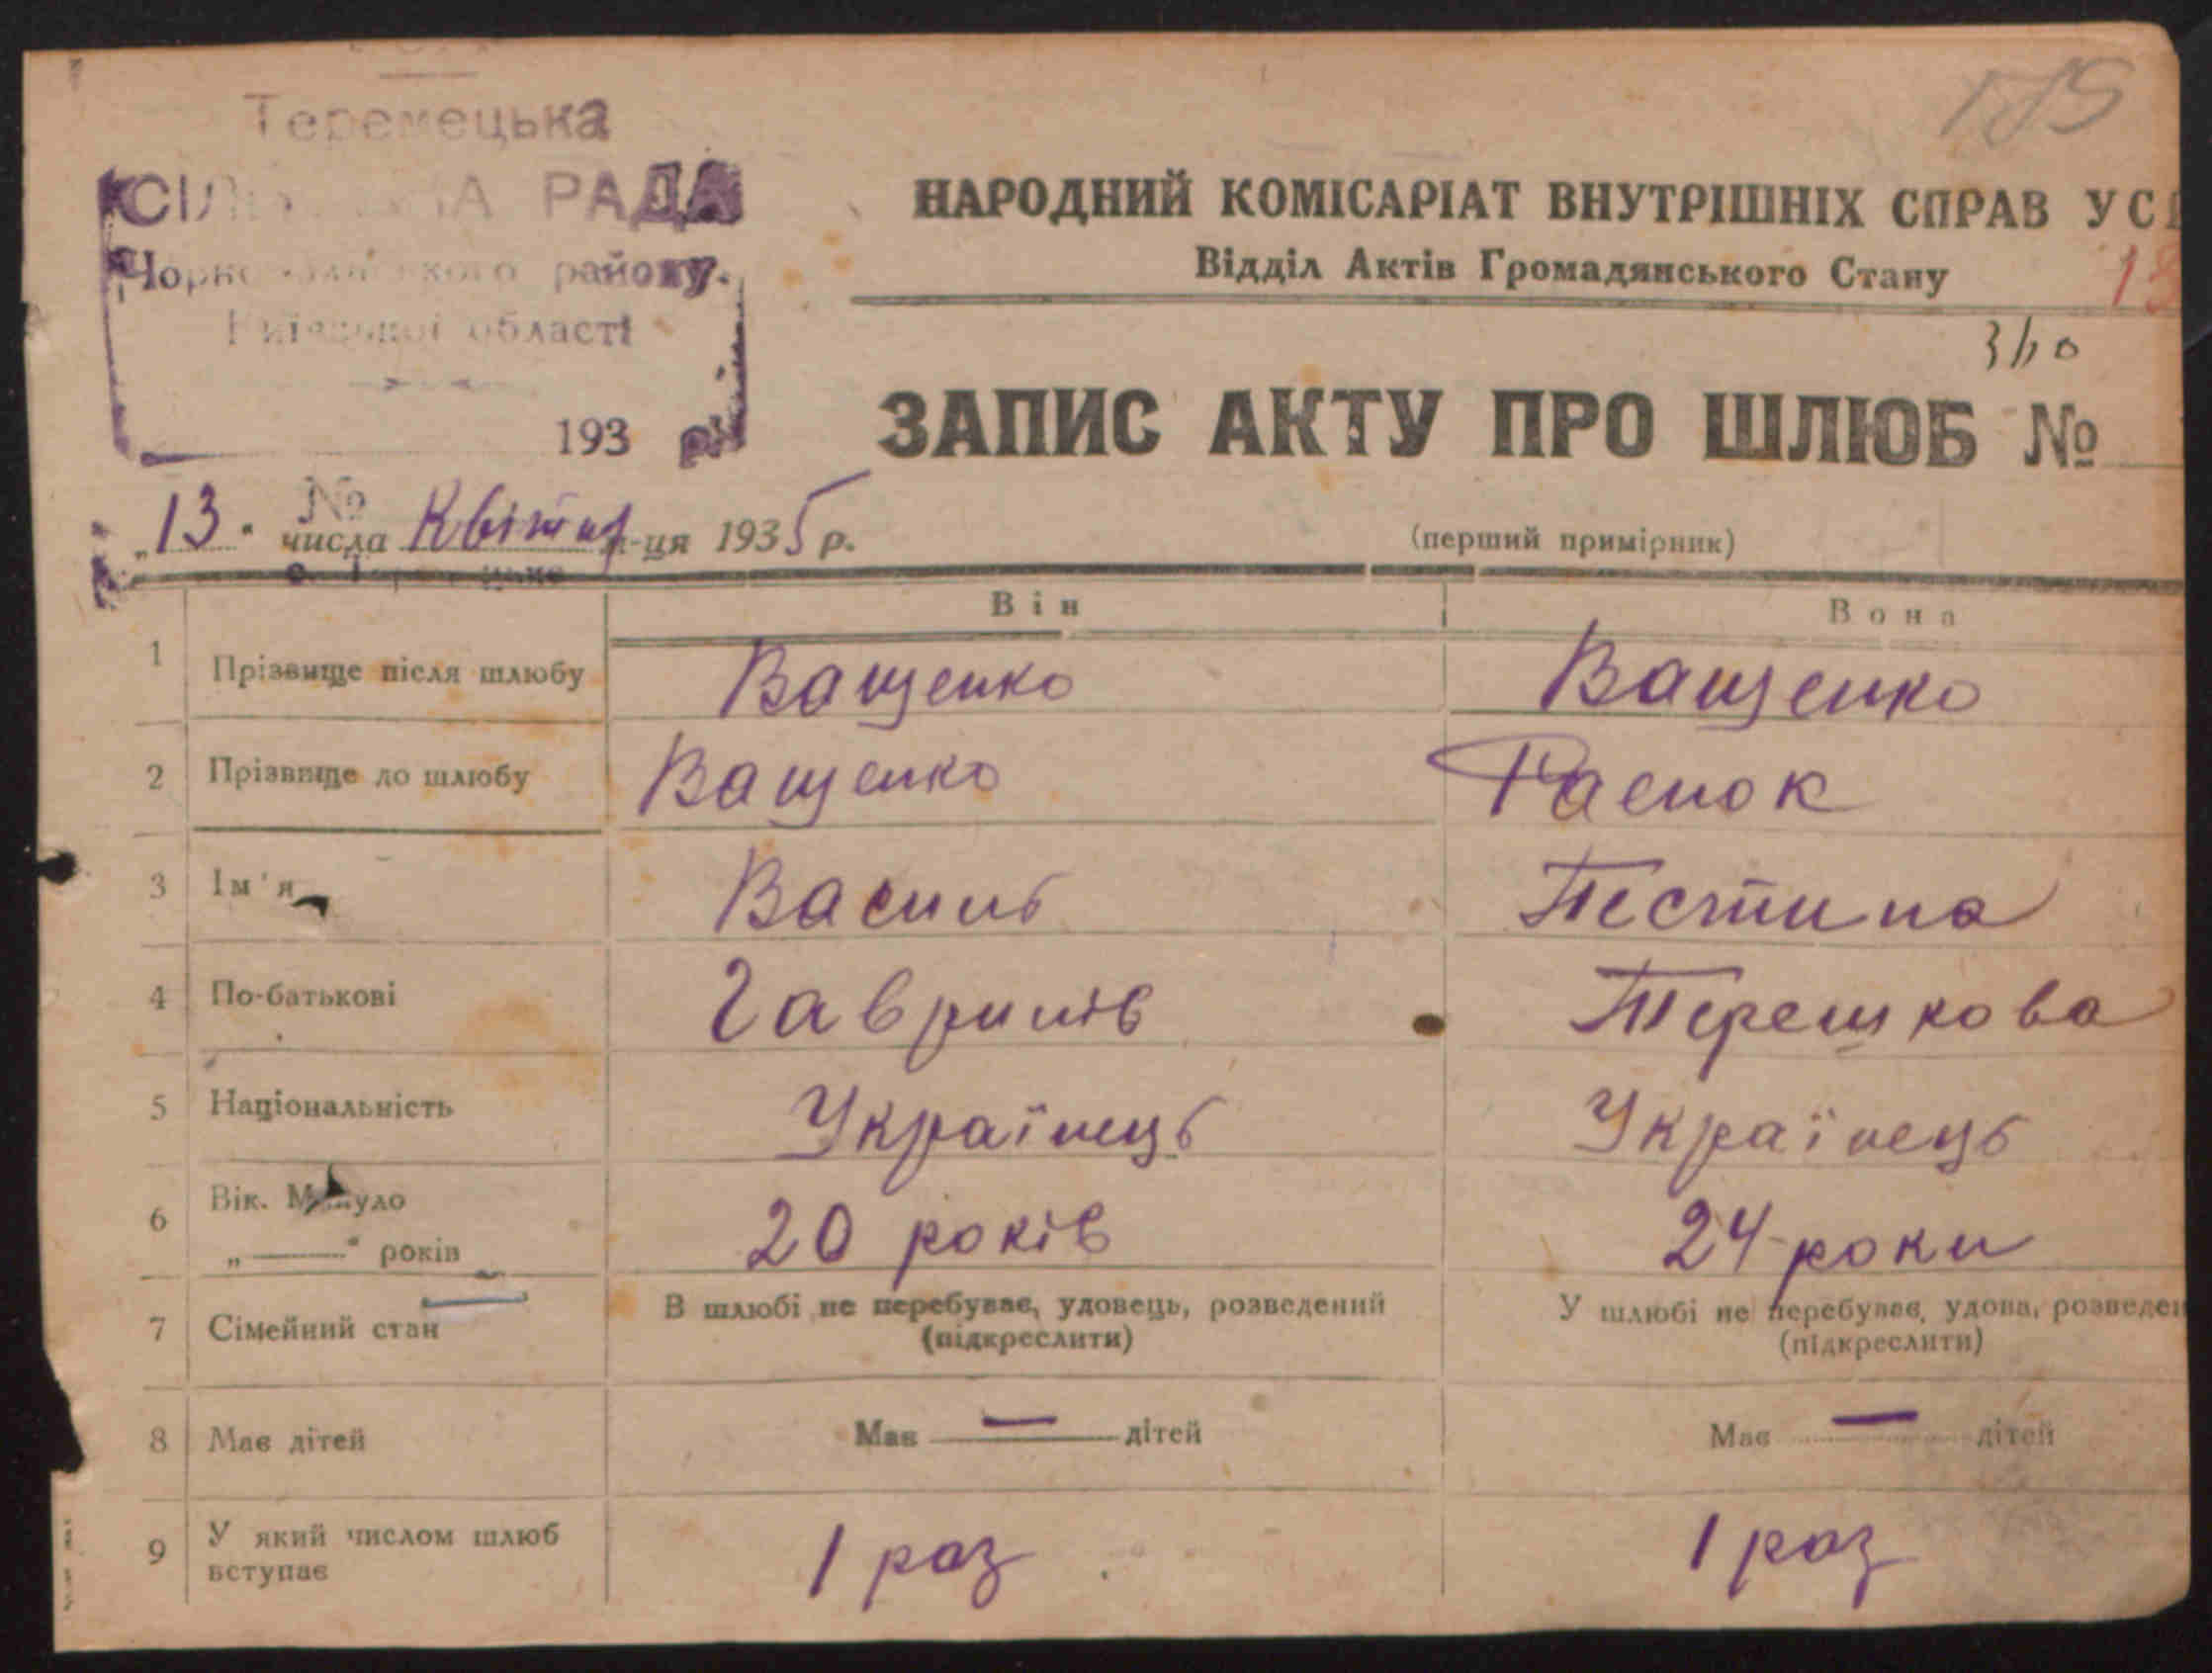 175
Теремецька
РАДА
району.
області
193
№
НАРОДНИЙ КОМІСАРІАТ ВНУТРІШНІХ СПРАВ УС
Відділ Актів Громадянського Стану
ЗАПИС АКТУ ПРО ШЛЮБ №
„13" числа Квітня м-ця 1935 р.
(перший примірник)
Він Вона
1 Прізвище після шлюбу Ващенко Ващенко
2 Прізвище до шлюбу Ващенко
3 Ім'я Василь Тестина
4 По-батькові Гаврилів Терешкова
5 Національність Українець Українець
6 Вік. Минуло 20 років 24 роки
„——" років
7 Сімейний стан В шлюбі не перебуває, удовець, розведений У шлюбі не перебуває, удова, розведен
(підкреслити) (підкреслити)
8 Має дітей Має — дітей Має — дітей
9 У який числом шлюб 1 раз 1 раз
вступає